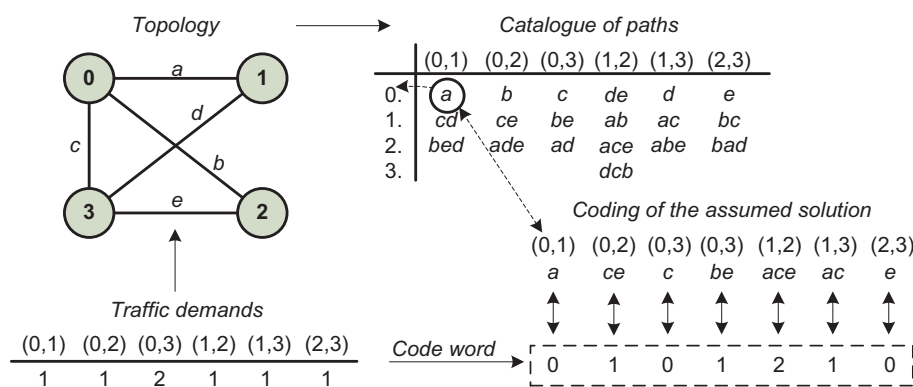 Topology
Catalogue of paths
0
a
1
d
c
b
3
e
2
(0,1) (0,2) (0,3) (1,2) (1,3) (2,3)
0. a b c de d e
1. cd ce be ab ac bc
2. bed ade ad ace abe bad
3. dcb
Coding of the assumed solution
(0,1) (0,2) (0,3) (0,3) (1,2) (1,3) (2,3)
a ce c be ace ac e
Traffic demands
(0,1) (0,2) (0,3) (1,2) (1,3) (2,3)
1 1 2 1 1 1
Code word
0 1 0 1 2 1 0